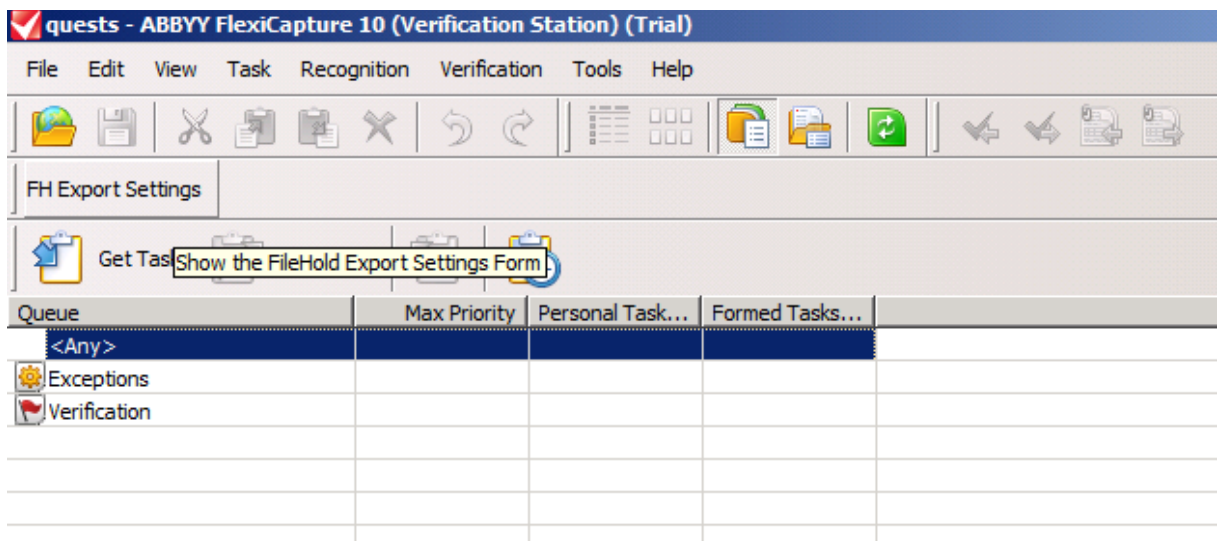 quests - ABBYY FlexiCapture 10 (Verification Station) (Trial)
File Edit View Task Recognition Verification Tools Help
FH Export Settings
Get Tas
Show the FileHold Export Settings Form
Queue Max Priority Personal Task... Formed Tasks...
<Any>
Exceptions
Verification